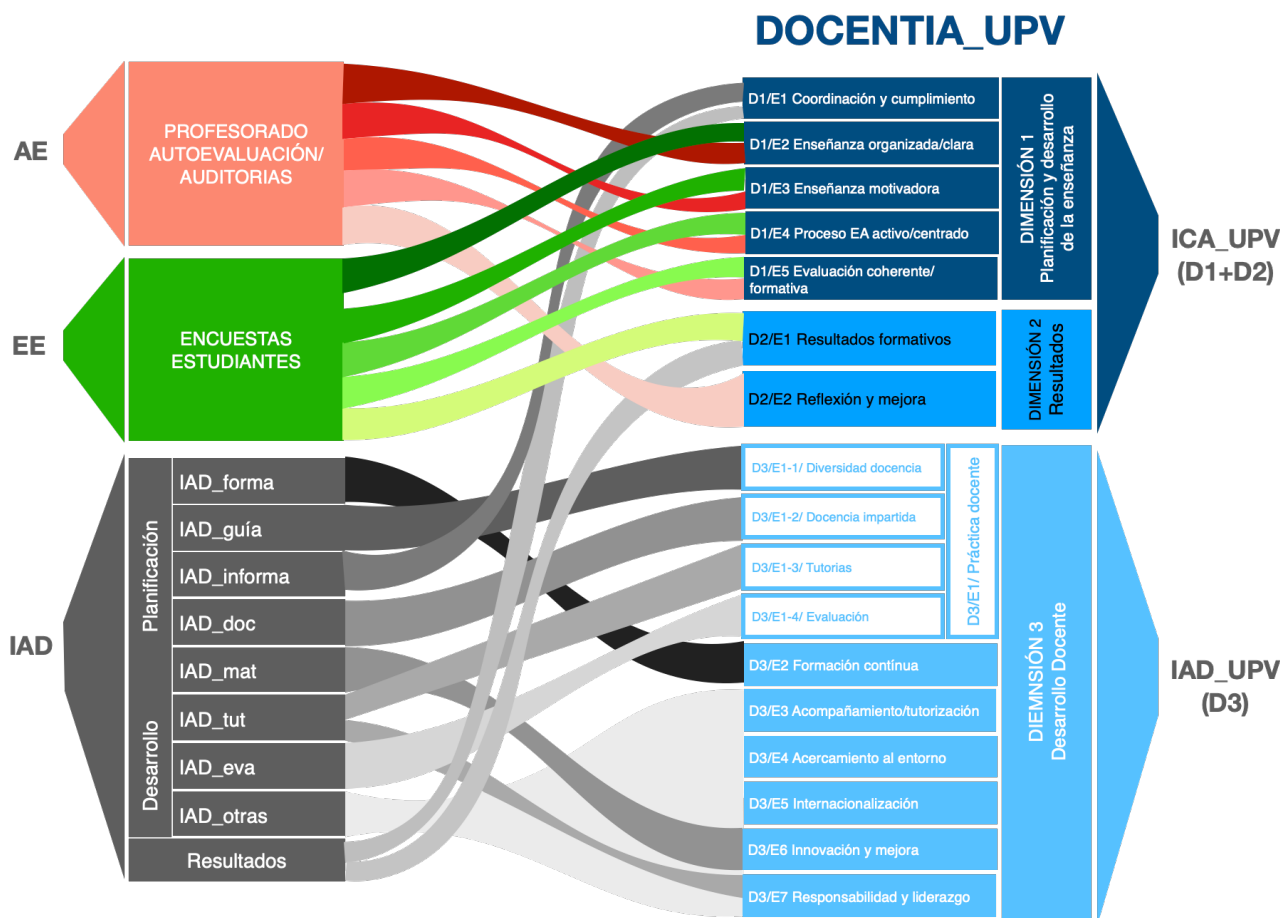 DOCENTIA_UPV
AE
PROFESORADO
AUTOEVALUACIÓN/
AUDITORIAS
EE
ENCUESTAS
ESTUDIANTES
IAD
Planificación
Desarrollo
IAD_forma
IAD_guía
IAD_informa
IAD_doc
IAD_mat
IAD_tut
IAD_eva
IAD_otras
Resultados
D1/E1 Coordinación y cumplimiento
D1/E2 Enseñanza organizada/clara
D1/E3 Enseñanza motivadora
D1/E4 Proceso EA activo/centrado
D1/E5 Evaluación coherente/
formativa
DIMENSIÓN 1
Planificación y desarrollo
de la enseñanza
D2/E1 Resultados formativos
D2/E2 Reflexión y mejora
DIMENSIÓN 2
Resultados
ICA_UPV
(D1+D2)
D3/E1-1/ Diversidad docencia
D3/E1-2/ Docencia impartida
D3/E1-3/ Tutorias
D3/E1-4/ Evaluación
D3/E1/ Práctica docente
D3/E2 Formación contínua
D3/E3 Acompañamiento/tutorización
D3/E4 Acercamiento al entorno
D3/E5 Internacionalización
D3/E6 Innovación y mejora
D3/E7 Responsabilidad y liderazgo
DIEMNSIÓN 3
Desarrollo Docente
IAD_UPV
(D3)